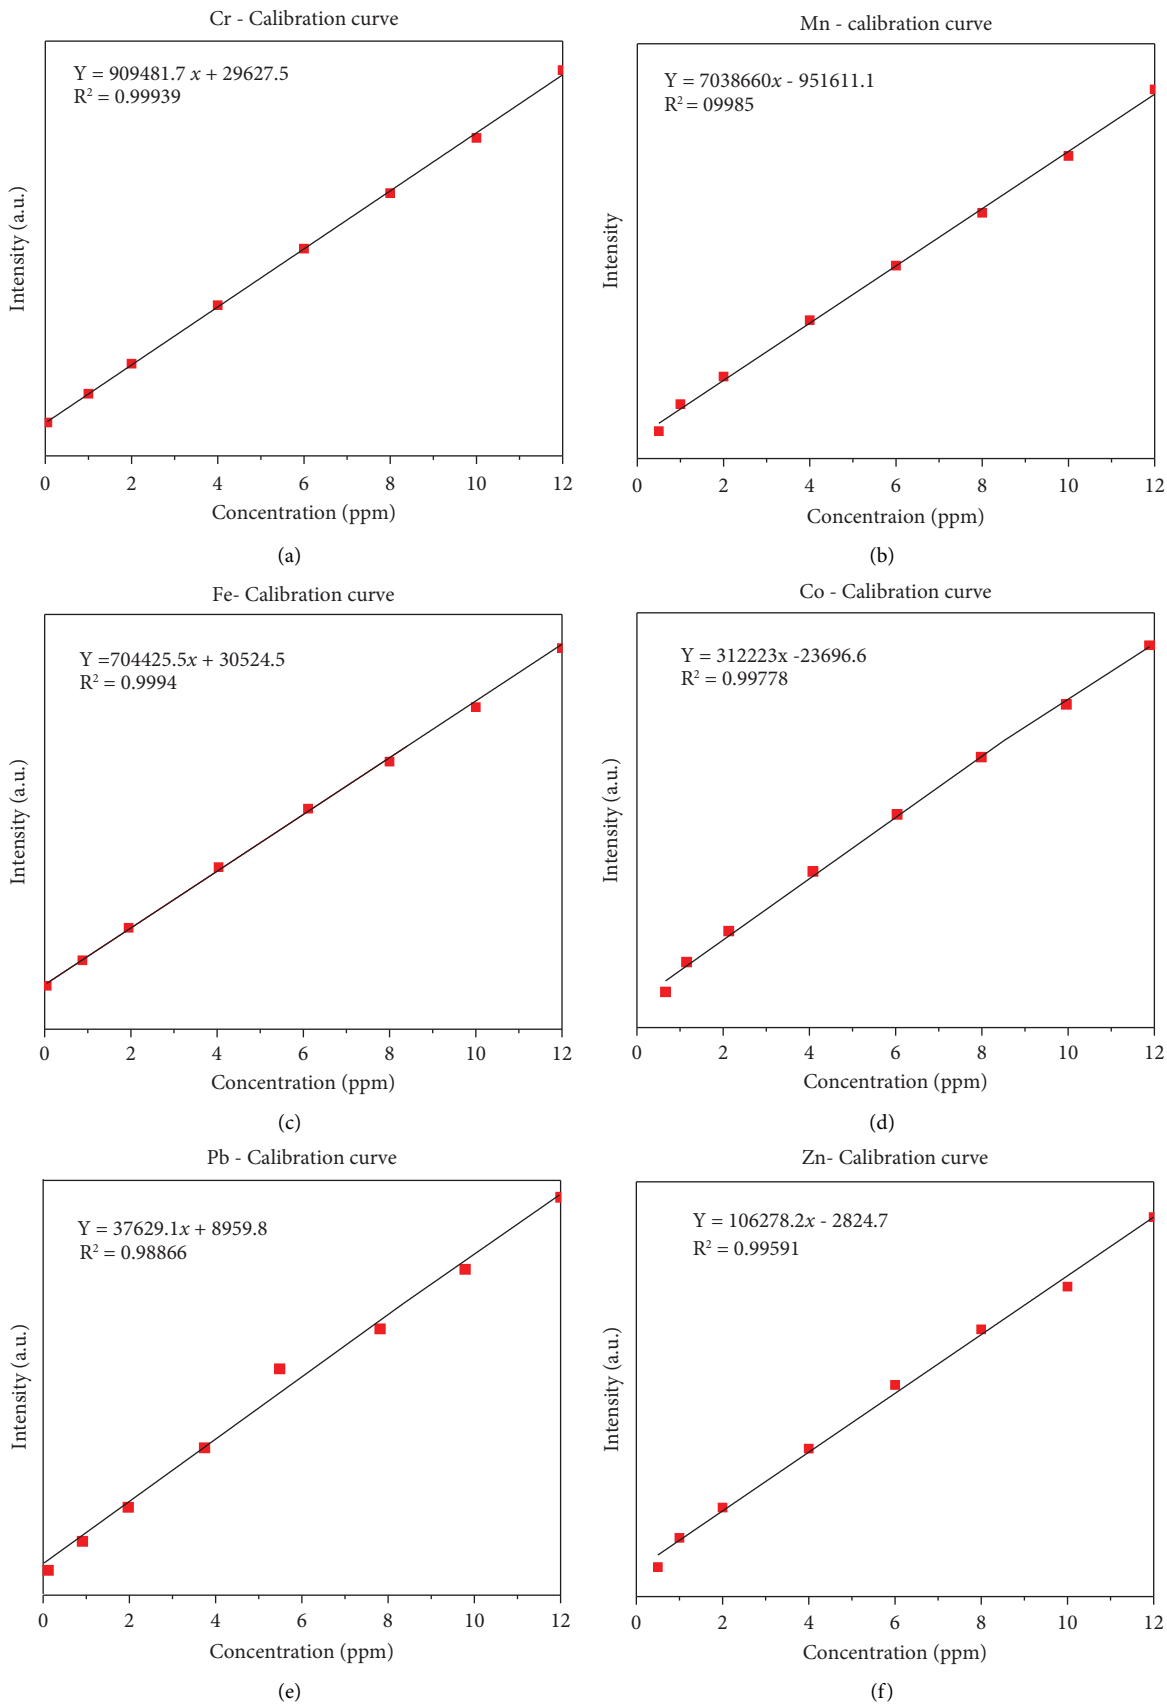 Cr - Calibration curve
Y = 909481.7 x + 29627.5
R² = 0.99939
Intensity (a.u.)
0 2 4 6 8 10 12
Concentration (ppm)
(a)
Mn - calibration curve
Y = 7038660x - 951611.1
R² = 09985
Intensity
0 2 4 6 8 10 12
Concentraion (ppm)
(b)
Fe- Calibration curve
Y =704425.5x + 30524.5
R² = 0.9994
Intensity (a.u.)
0 2 4 6 8 10 12
Concentration (ppm)
(c)
Co - Calibration curve
Y = 312223x -23696.6
R² = 0.99778
Intensity (a.u.)
0 2 4 6 8 10 12
Concentration (ppm)
(d)
Pb - Calibration curve
Y = 37629.1x + 8959.8
R² = 0.98866
Intensity (a.u.)
0 2 4 6 8 10 12
Concentration (ppm)
(e)
Zn- Calibration curve
Y = 106278.2x - 2824.7
R² = 0.99591
Intensity (a.u.)
0 2 4 6 8 10 12
Concentration (ppm)
(f)